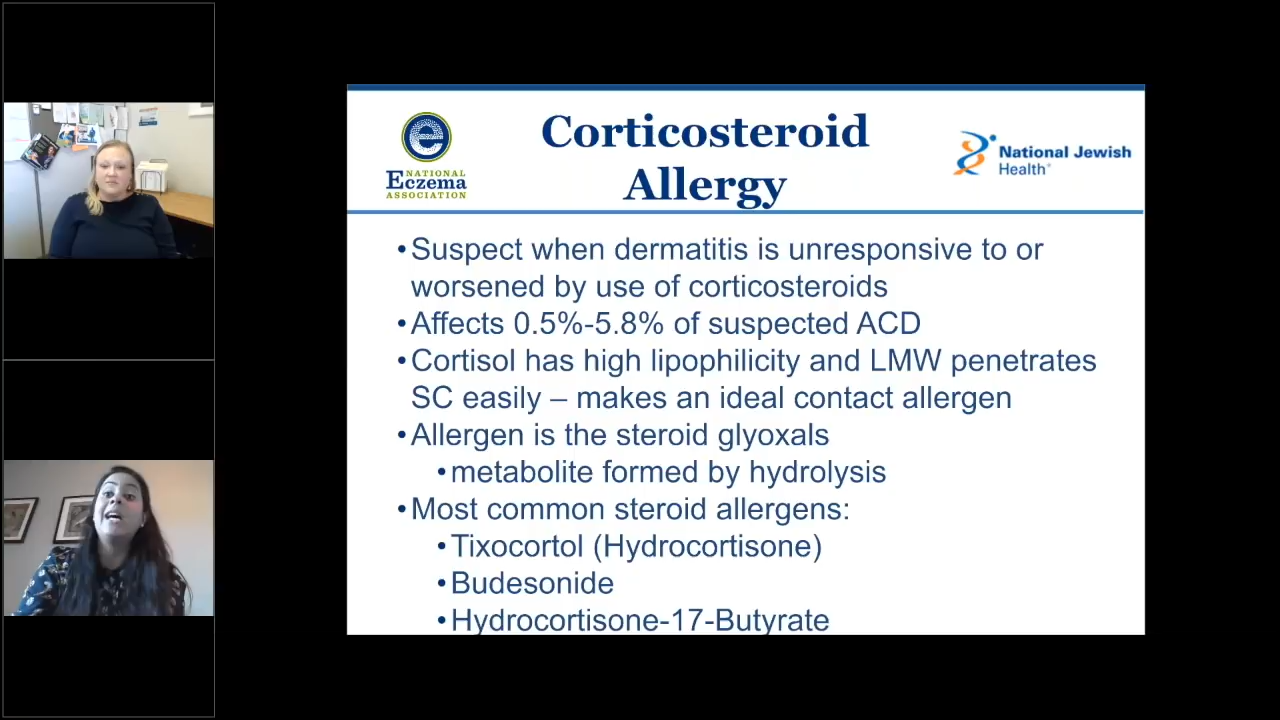 NATIONAL
Eczema
ASSOCIATION
Corticosteroid
Allergy
National Jewish
Health®
•Suspect when dermatitis is unresponsive to or
worsened by use of corticosteroids
•Affects 0.5%-5.8% of suspected ACD
•Cortisol has high lipophilicity and LMW penetrates
SC easily – makes an ideal contact allergen
•Allergen is the steroid glyoxals
•metabolite formed by hydrolysis
•Most common steroid allergens:
•Tixocortol (Hydrocortisone)
•Budesonide
•Hydrocortisone-17-Butyrate